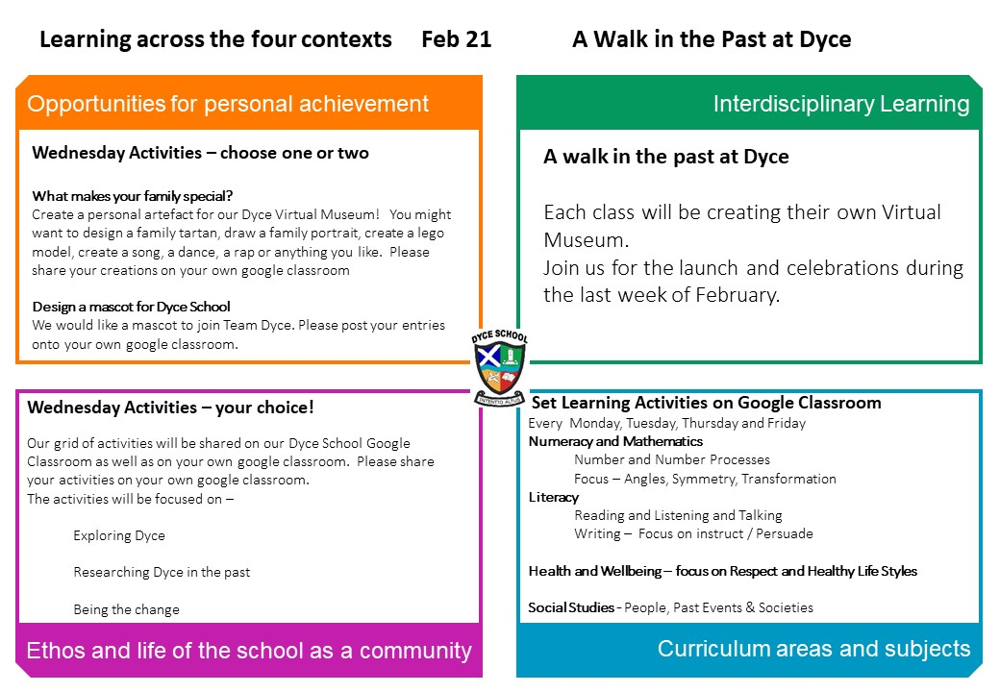 Learning across the four contexts Feb 21 A Walk in the Past at Dyce
Opportunities for personal achievement
Wednesday Activities – choose one or two
What makes your family special?
Create a personal artefact for our Dyce Virtual Museum! You might
want to design a family tartan, draw a family portrait, create a lego
model, create a song, a dance, a rap or anything you like. Please
share your creations on your own google classroom
Design a mascot for Dyce School
We would like a mascot to join Team Dyce. Please post your entries
onto your own google classroom.
Interdisciplinary Learning
A walk in the past at Dyce
Each class will be creating their own Virtual
Museum.
Join us for the launch and celebrations during
the last week of February.
DYCE SCHOOL
INTENTIO ALTUS
Wednesday Activities – your choice!
Our grid of activities will be shared on our Dyce School Google
Classroom as well as on your own google classroom. Please share
your activities on your own google classroom.
The activities will be focused on –
Exploring Dyce
Researching Dyce in the past
Being the change
Ethos and life of the school as a community
Set Learning Activities on Google Classroom
Every Monday, Tuesday, Thursday and Friday
Numeracy and Mathematics
Number and Number Processes
Focus – Angles, Symmetry, Transformation
Literacy
Reading and Listening and Talking
Writing – Focus on instruct / Persuade
Health and Wellbeing – focus on Respect and Healthy Life Styles
Social Studies - People, Past Events & Societies
Curriculum areas and subjects